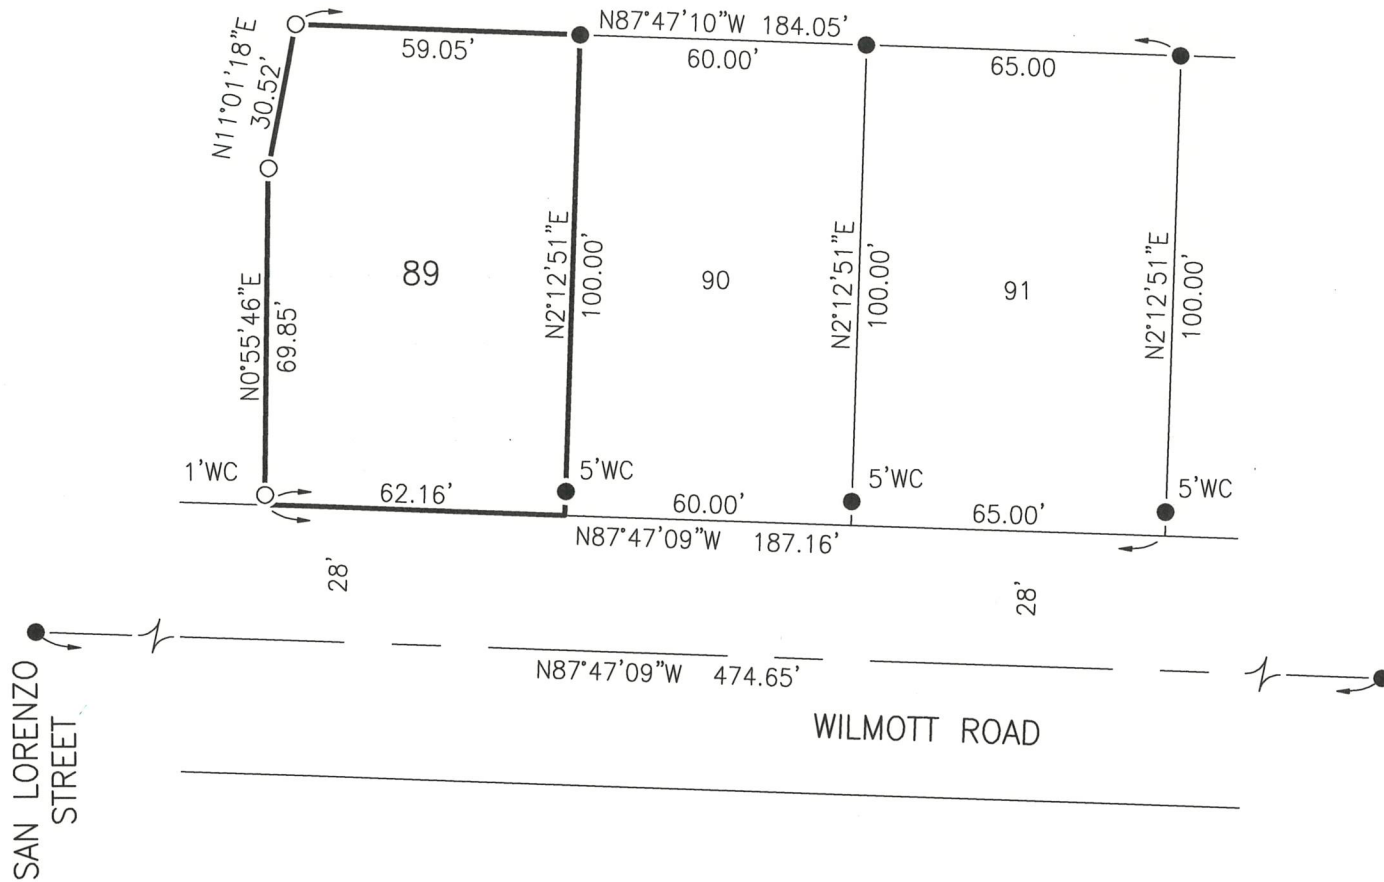 N87°47'10"W 184.05'
59.05'
60.00'
65.00
N11°01'18"E
30.52'
N2°12'51"E
100.00'
N2°12'51"E
100.00'
N2°12'51"E
100.00'
89
90
91
N0°55'46"E
69.85'
1'WC
5'WC
5'WC
5'WC
62.16'
60.00'
65.00'
N87°47'09"W 187.16'
28'
28'
N87°47'09"W 474.65'
WILMOTT ROAD
SAN LORENZO
STREET